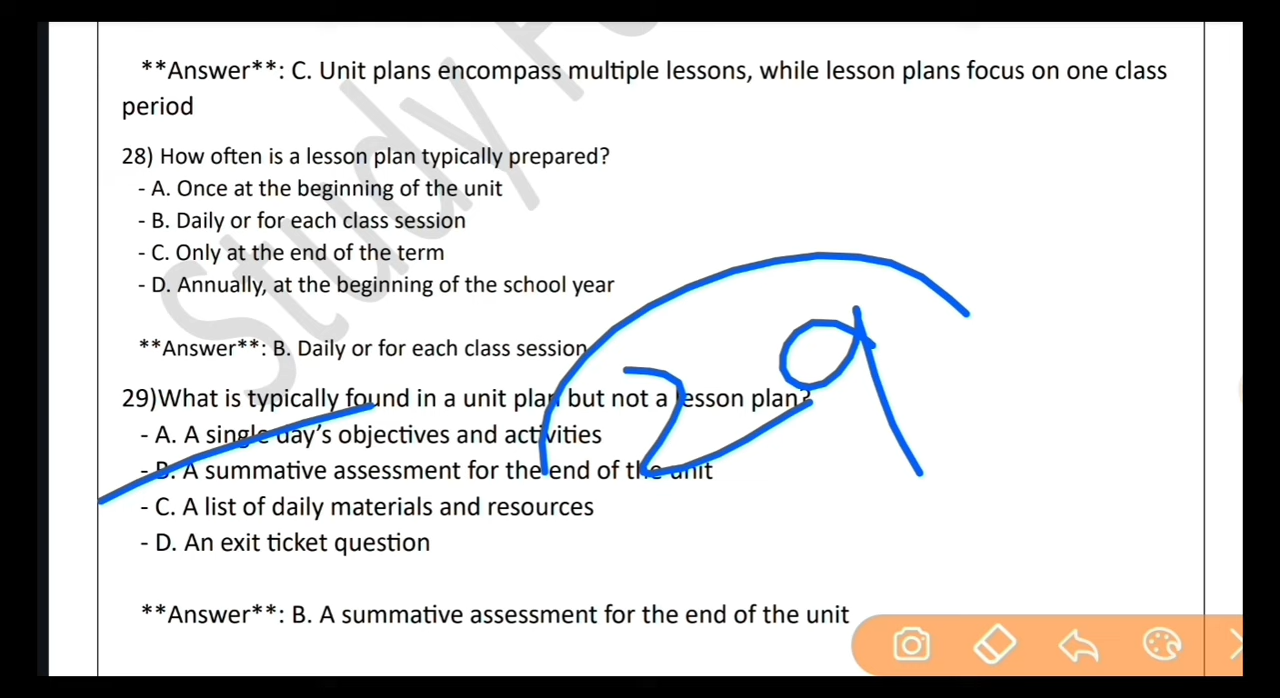 **Answer**: C. Unit plans encompass multiple lessons, while lesson plans focus on one class
period
28) How often is a lesson plan typically prepared?
- A. Once at the beginning of the unit
- B. Daily or for each class session
- C. Only at the end of the term
- D. Annually, at the beginning of the school year
**Answer**: B. Daily or for each class session
29)What is typically found in a unit plan but not a lesson plan?
- A. A single day's objectives and activities
- B. A summative assessment for the end of the unit
- C. A list of daily materials and resources
- D. An exit ticket question
**Answer**: B. A summative assessment for the end of the unit
29
Study